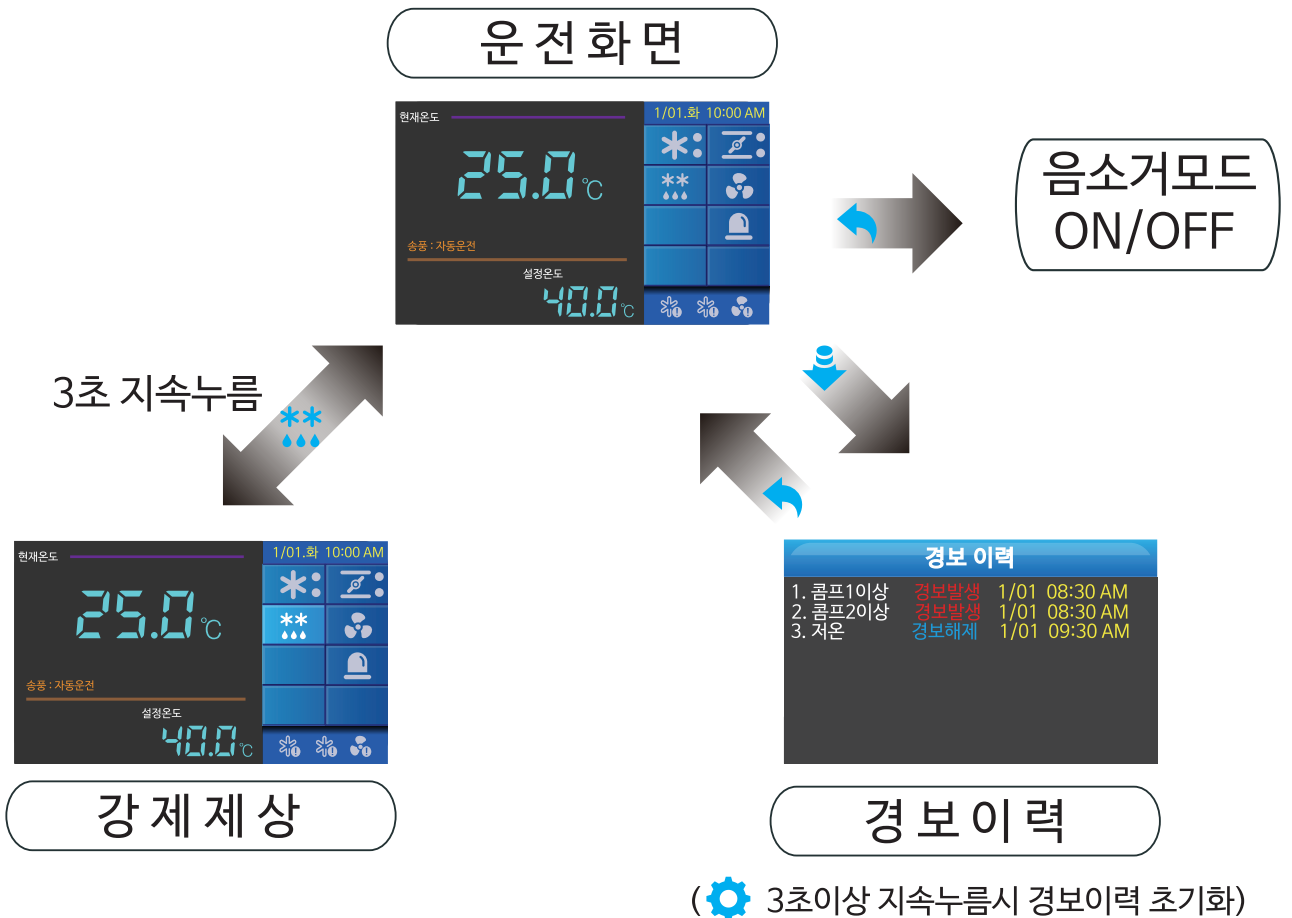 운전화면
현재온도
1/01.화 10:00 AM
25.0℃
송풍 : 자동운전
설정온도
40.0℃
음소거모드
ON/OFF
3초 지속누름
현재온도
1/01.화 10:00 AM
25.0℃
송풍 : 자동운전
설정온도
40.0℃
강제제상
경보 이력
1. 콤프1이상 경보발생 1/01 08:30 AM
2. 콤프2이상 경보발생 1/01 08:30 AM
3. 저온 경보해제 1/01 09:30 AM
경보이력
( 3초이상 지속누름시 경보이력 초기화)